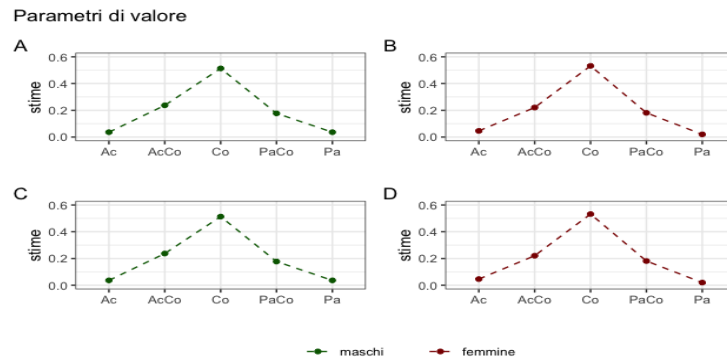 Parametri di valore
A
stime
0.6
0.4
0.2
0.0
Ac AcCo Co PaCo Pa
B
stime
0.6
0.4
0.2
0.0
Ac AcCo Co PaCo Pa
C
stime
0.6
0.4
0.2
0.0
Ac AcCo Co PaCo Pa
D
stime
0.6
0.4
0.2
0.0
Ac AcCo Co PaCo Pa
maschi femmine